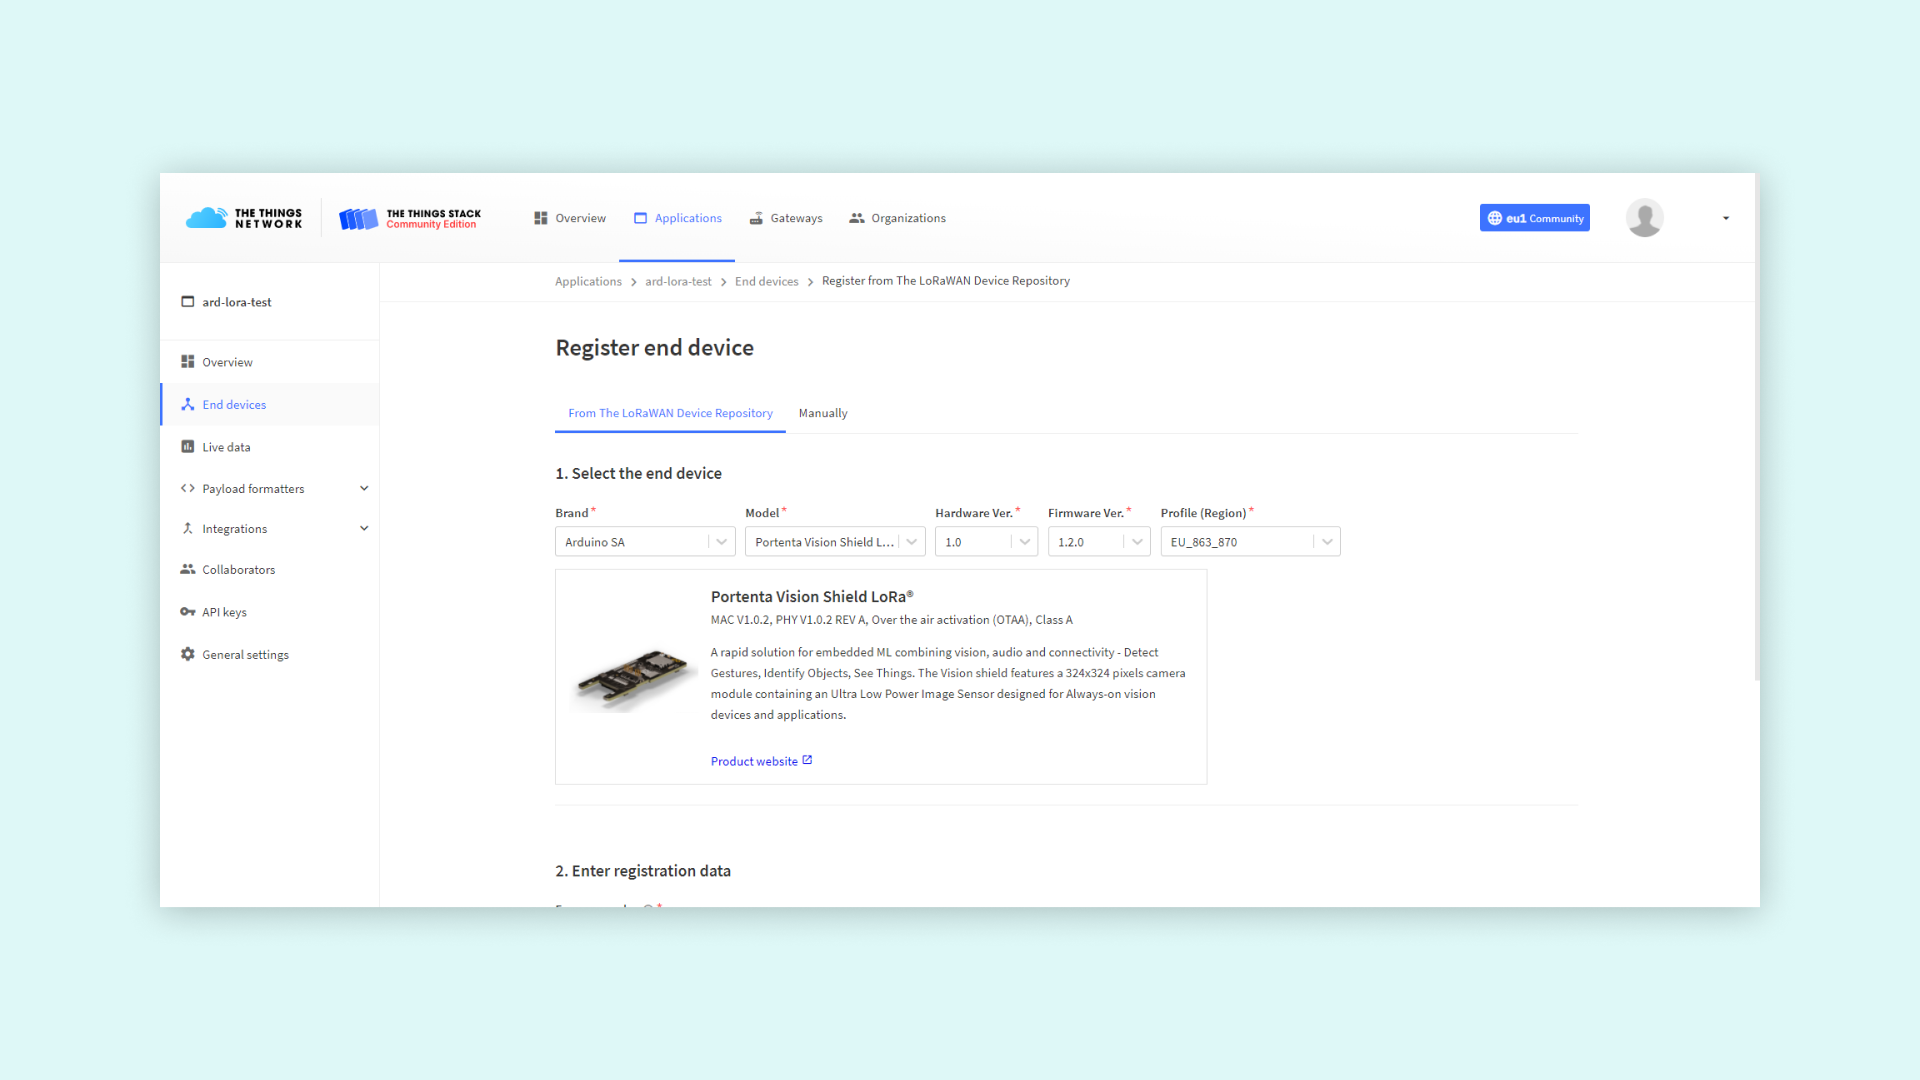 THE THINGS
NETWORK
THE THINGS STACK
Community Edition
Overview
Applications
Gateways
Organizations
eu1 Community
ard-lora-test
Overview
End devices
Live data
Payload formatters
Integrations
Collaborators
API keys
General settings
Applications > ard-lora-test > End devices > Register from The LoRaWAN Device Repository
Register end device
From The LoRaWAN Device Repository
Manually
1. Select the end device
Brand*
Model*
Hardware Ver.*
Firmware Ver.*
Profile (Region)*
Arduino SA
Portenta Vision Shield L...
1.0
1.2.0
EU_863_870
Portenta Vision Shield LoRa®
MAC V1.0.2, PHY V1.0.2 REV A, Over the air activation (OTAA), Class A
A rapid solution for embedded ML combining vision, audio and connectivity - Detect
Gestures, Identify Objects, See Things. The Vision shield features a 324x324 pixels camera
module containing an Ultra Low Power Image Sensor designed for Always-on vision
devices and applications.
Product website
2. Enter registration data